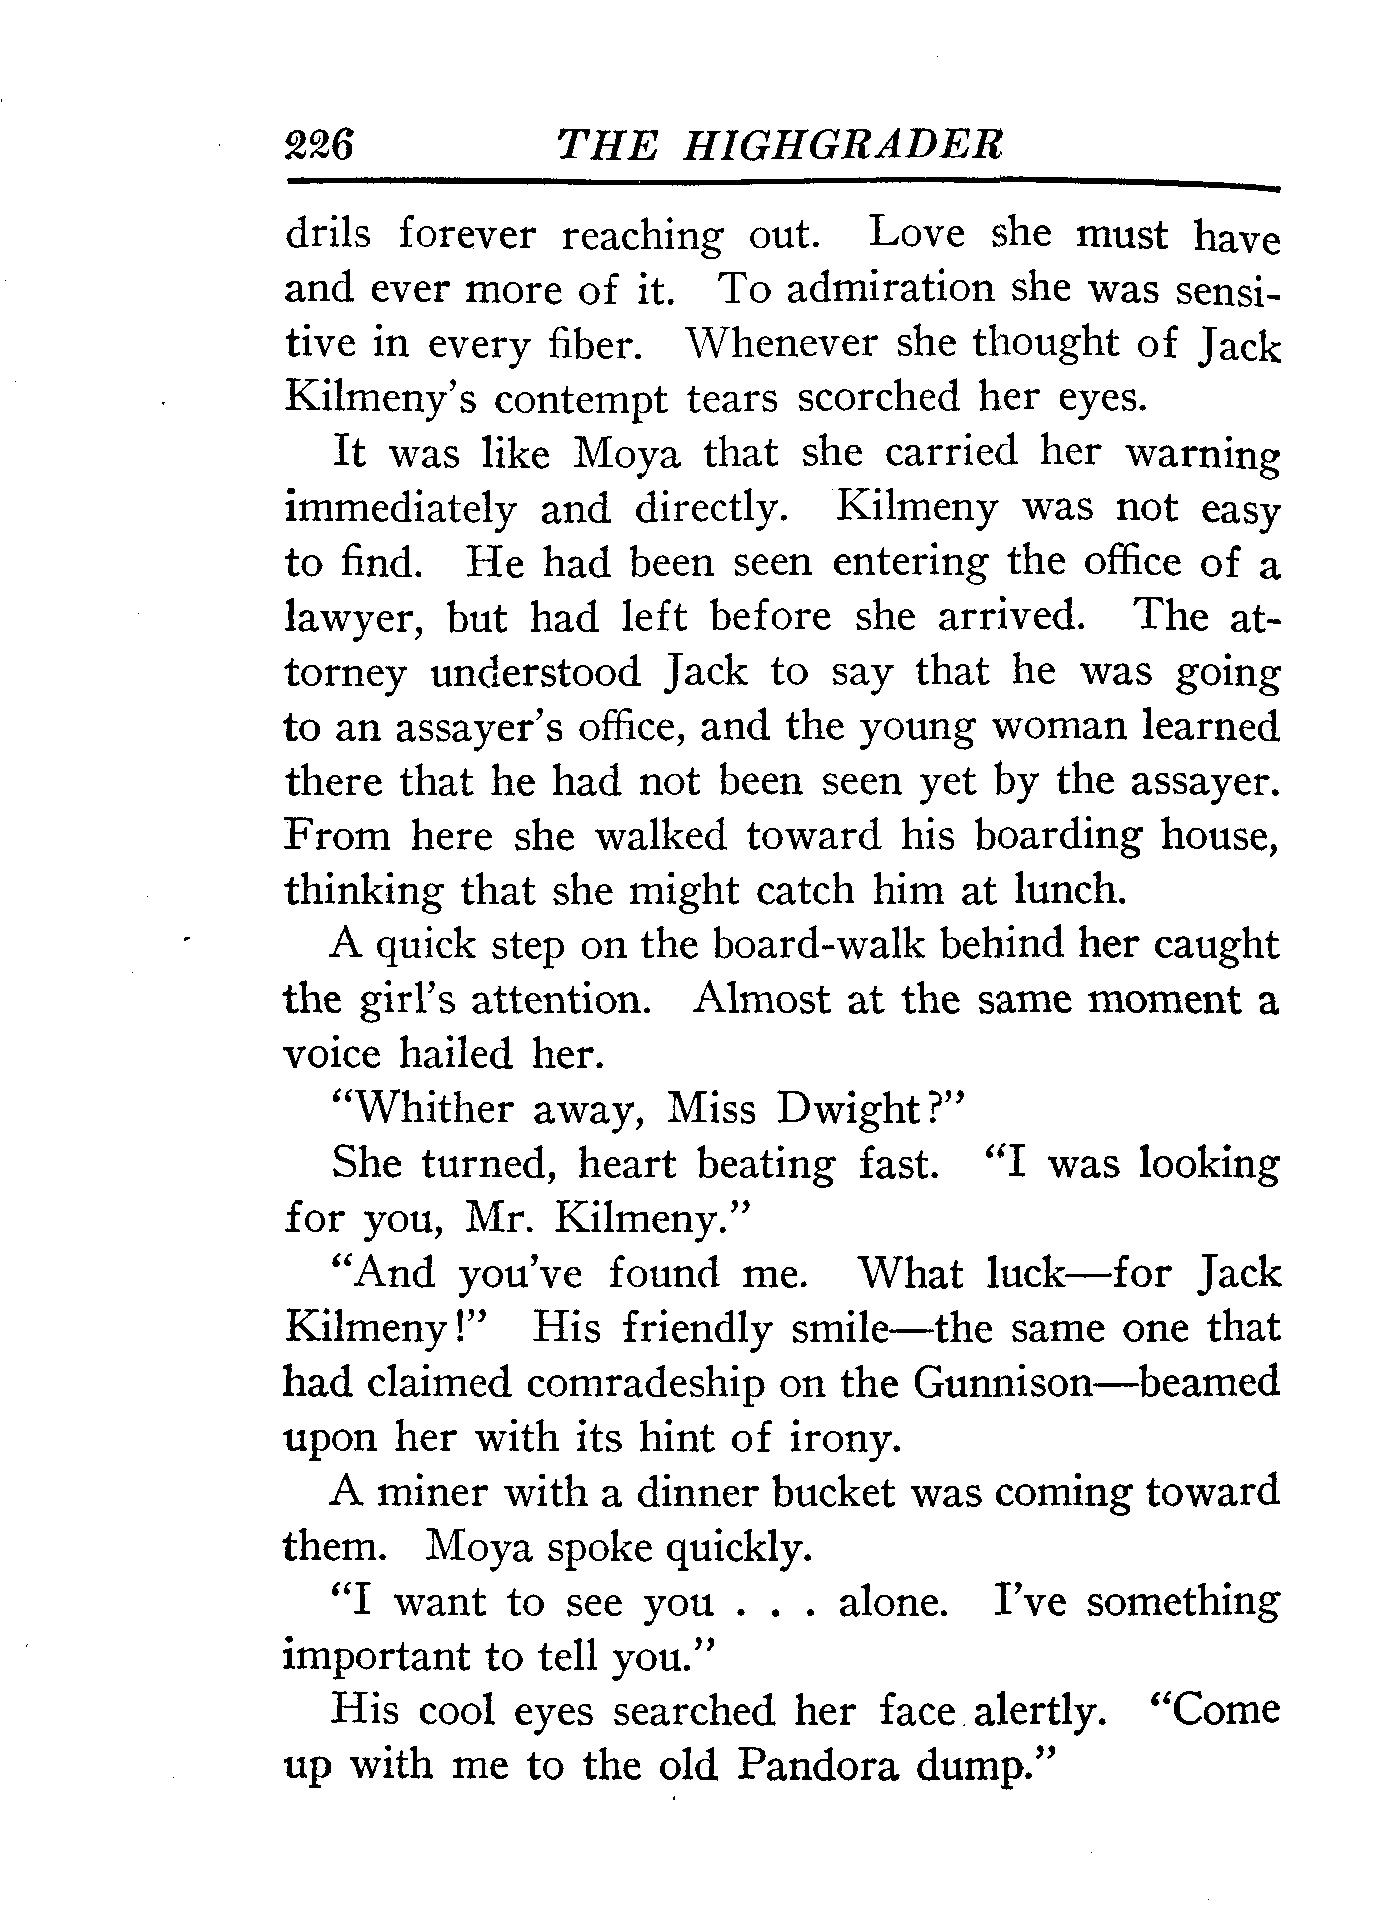 226 THE HIGHGRADER
drils forever reaching out. Love she must have
and ever more of it. To admiration she was sensi-
tive in every fiber. Whenever she thought of Jack
Kilmeny's contempt tears scorched her eyes.
It was like Moya that she carried her warning
immediately and directly. Kilmeny was not easy
to find. He had been seen entering the office of a
lawyer, but had left before she arrived. The at-
torney understood Jack to say that he was going
to an assayer's office, and the young woman learned
there that he had not been seen yet by the assayer.
From here she walked toward his boarding house,
thinking that she might catch him at lunch.
A quick step on the board-walk behind her caught
the girl's attention. Almost at the same moment a
voice hailed her.
"Whither away, Miss Dwight?"
She turned, heart beating fast. "I was looking
for you, Mr. Kilmeny."
"And you've found me. What luck—for Jack
Kilmeny!" His friendly smile—the same one that
had claimed comradeship on the Gunnison—beamed
upon her with its hint of irony.
A miner with a dinner bucket was coming toward
them. Moya spoke quickly.
"I want to see you . . . alone. I've something
important to tell you."
His cool eyes searched her face alertly. "Come
up with me to the old Pandora dump."